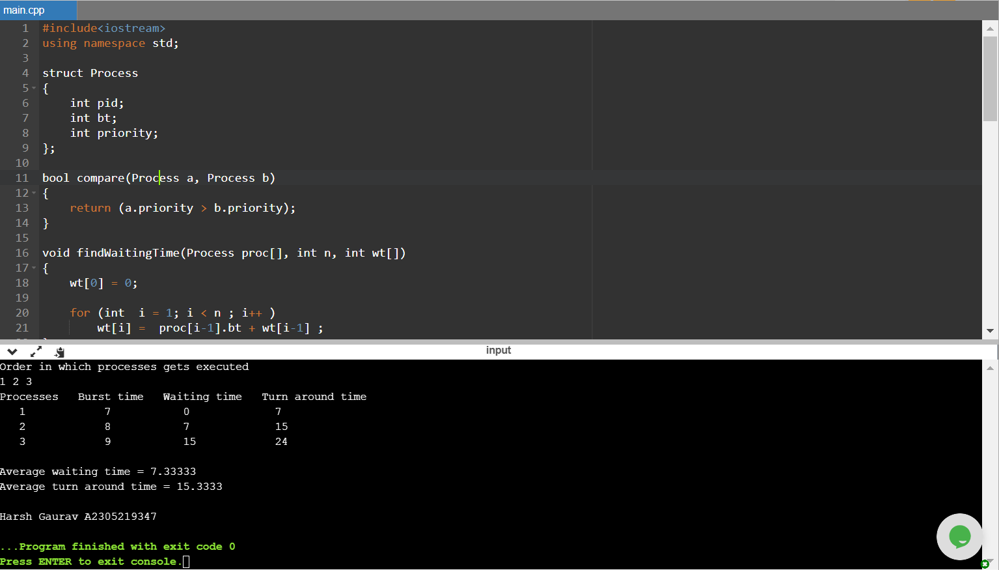 main.cpp
1 #include<iostream>
2 using namespace std;
3
4 struct Process
5 {
6     int pid;
7     int bt;
8     int priority;
9 };
10
11 bool compare(Process a, Process b)
12 {
13     return (a.priority > b.priority);
14 }
15
16 void findWaitingTime(Process proc[], int n, int wt[])
17 {
18     wt[0] = 0;
19
20     for (int  i = 1; i < n ; i++ )
21         wt[i] =  proc[i-1].bt + wt[i-1] ;
input
Order in which processes gets executed
1 2 3
Processes   Burst time   Waiting time   Turn around time
1   7   0   7
2   8   7   15
3   9   15   24
Average waiting time = 7.33333
Average turn around time = 15.3333
Harsh Gaurav A2305219347
...Program finished with exit code 0
Press ENTER to exit console.